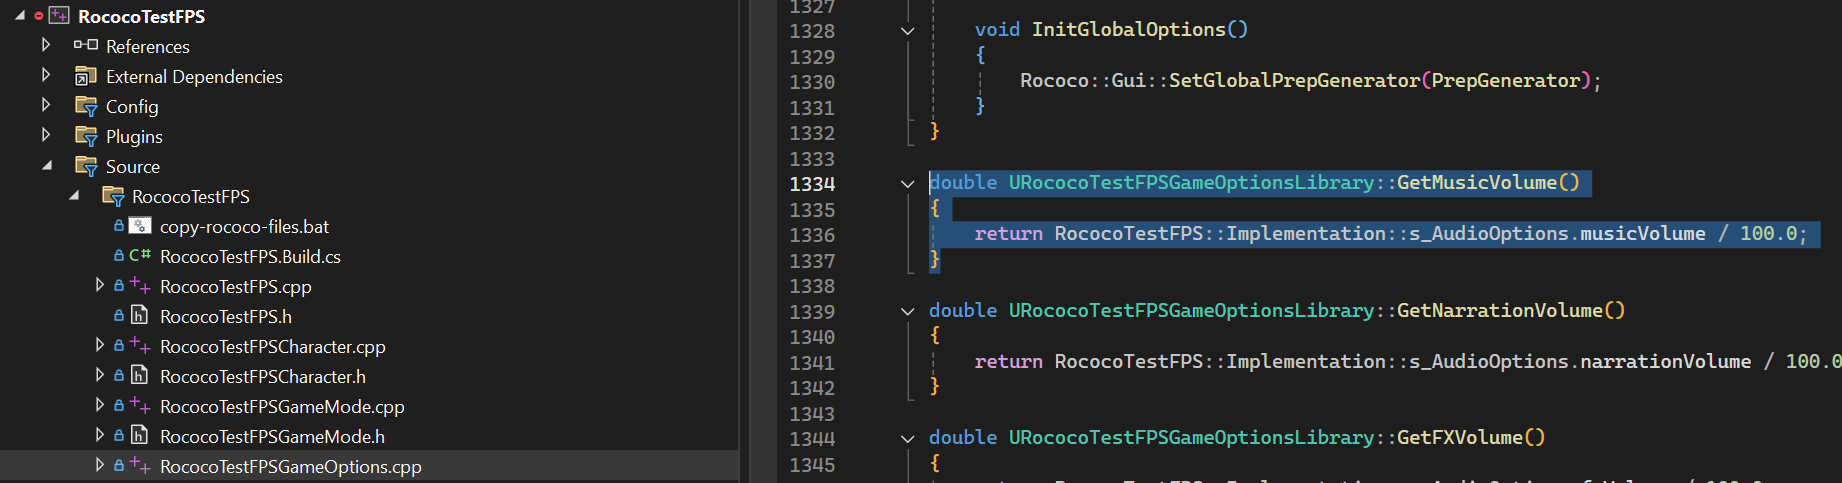 RococoTestFPS
References
External Dependencies
Config
Plugins
Source
RococoTestFPS
copy-rococo-files.bat
C# RococoTestFPS.Build.cs
RococoTestFPS.cpp
h RococoTestFPS.h
RococoTestFPSCharacter.cpp
h RococoTestFPSCharacter.h
RococoTestFPSGameMode.cpp
h RococoTestFPSGameMode.h
RococoTestFPSGameOptions.cpp
1327
1328 void InitGlobalOptions()
1329 {
1330 Rococo::Gui::SetGlobalPrepGenerator(PrepGenerator);
1331 }
1332 }
1333
1334 double URococoTestFPSGameOptionsLibrary::GetMusicVolume()
1335 {
1336 return RococoTestFPS::Implementation::s_AudioOptions.musicVolume / 100.0;
1337 }
1338
1339 double URococoTestFPSGameOptionsLibrary::GetNarrationVolume()
1340 {
1341 return RococoTestFPS::Implementation::s_AudioOptions.narrationVolume / 100.0
1342 }
1343
1344 double URococoTestFPSGameOptionsLibrary::GetFXVolume()
1345 {